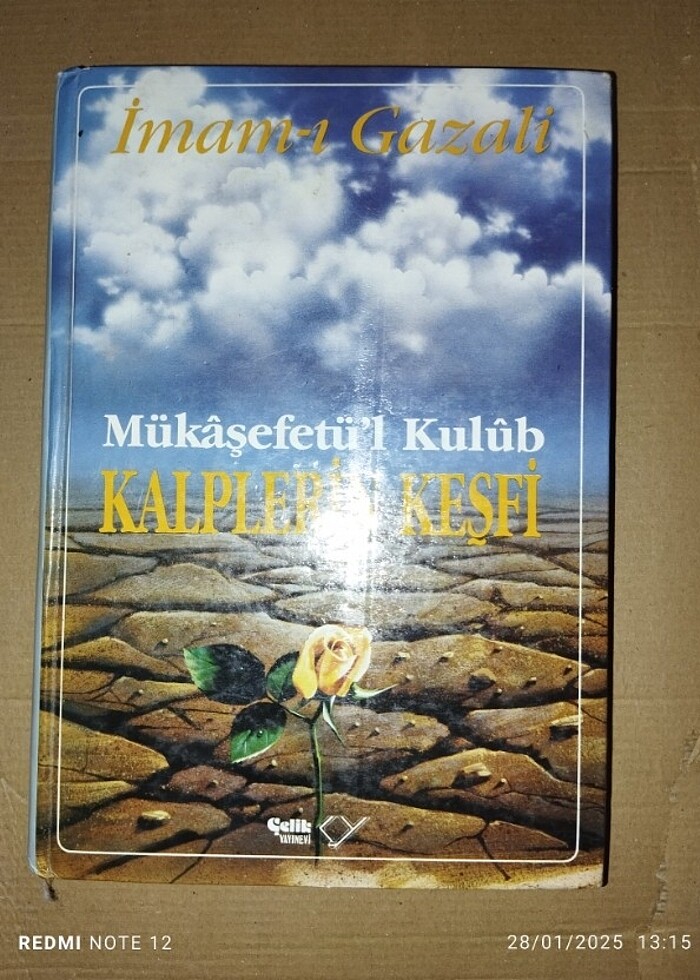 İmam-ı Gazali
Mükâşefetü'l Kulûb
KALPLERİN KEŞFİ
Çelik
YAYINEVİ
REDMI NOTE 12
28/01/2025 13:15